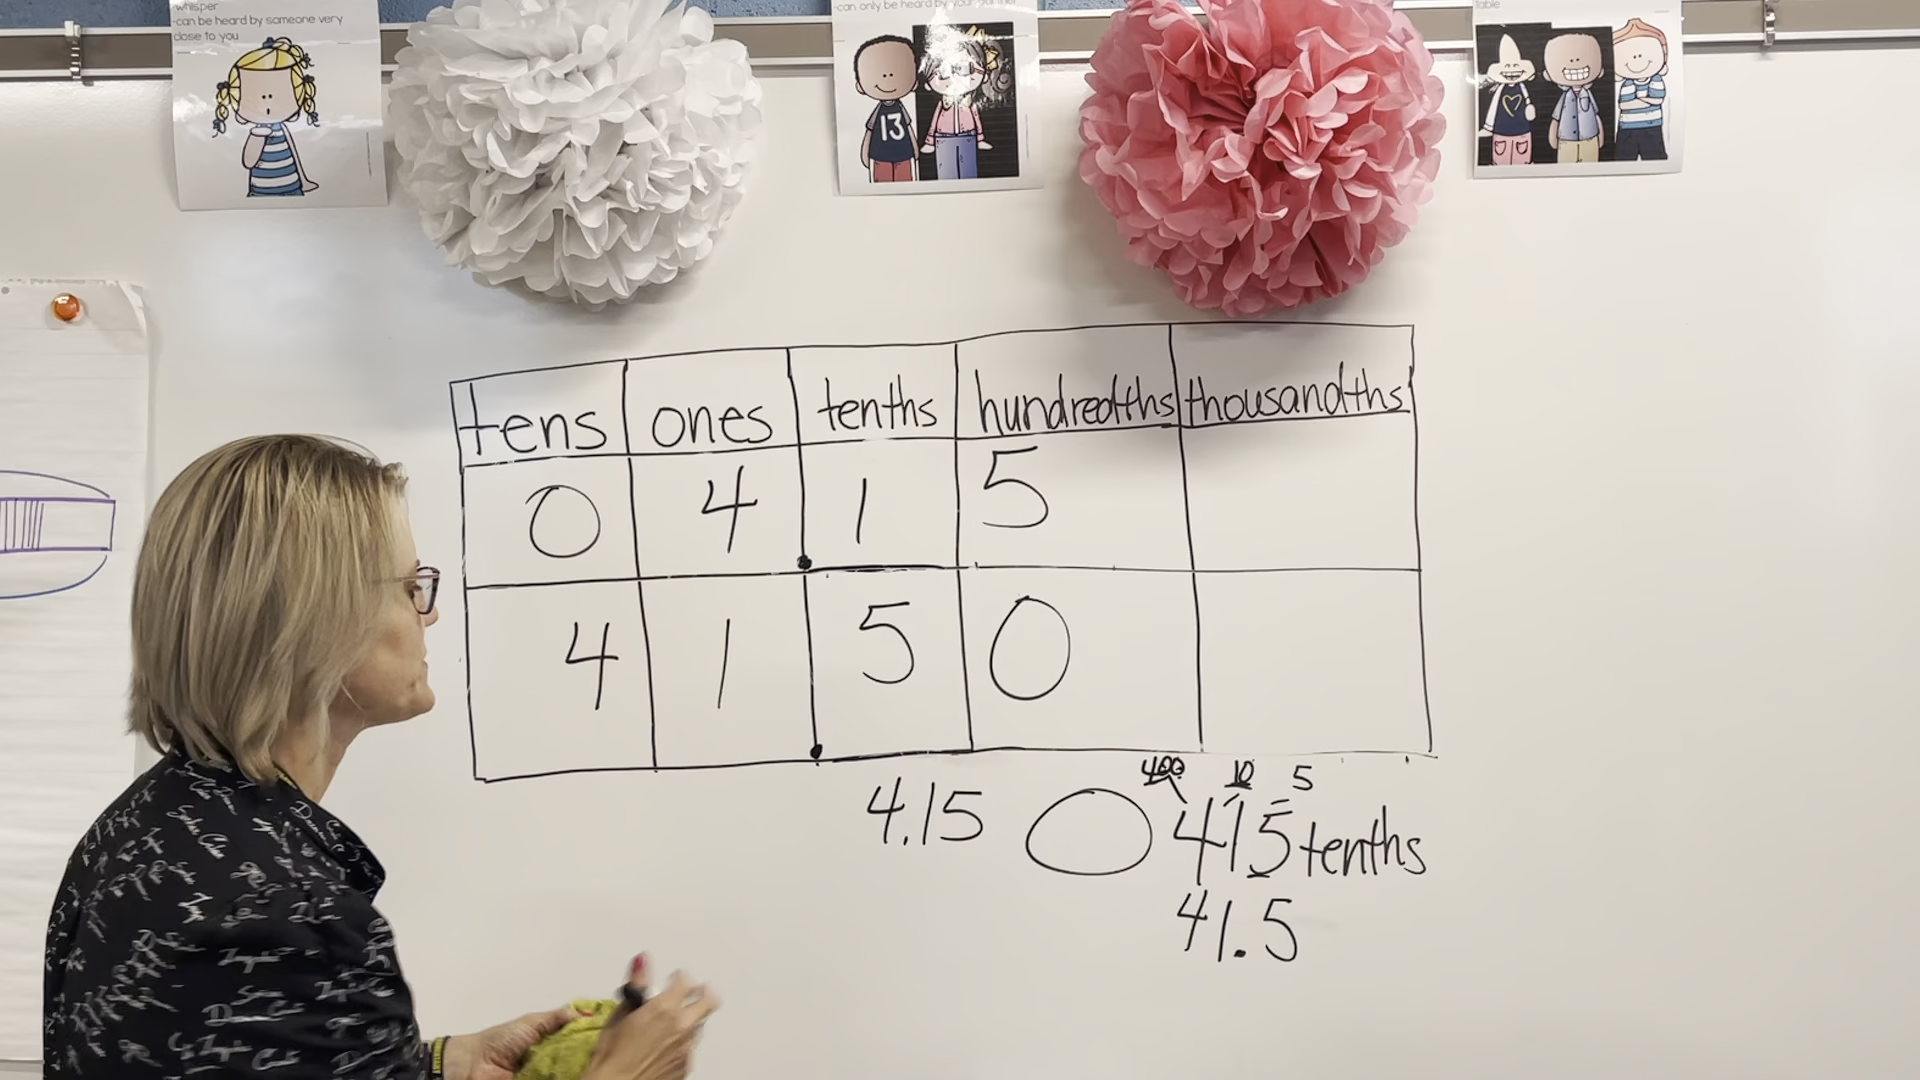 whisper
-can be heard by someone very
close to you
-can only be heard by your partner
table
13
tens ones tenths hundredths thousandths
0 4 1 5
4 1 5 0
400 10 5
4.15 415 tenths
41.5